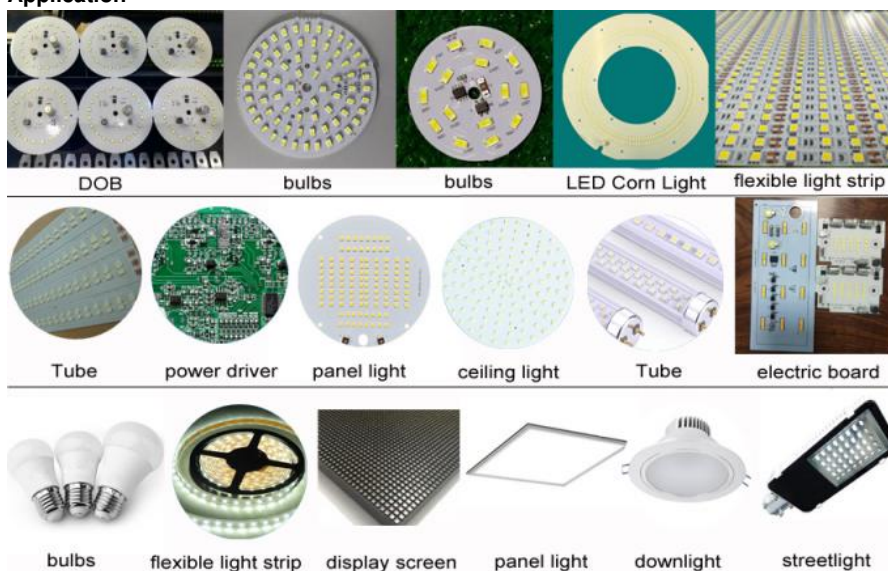 Application
DOB bulbs bulbs LED Corn Light flexible light strip
Tube power driver panel light ceiling light Tube electric board
bulbs flexible light strip display screen panel light downlight streetlight